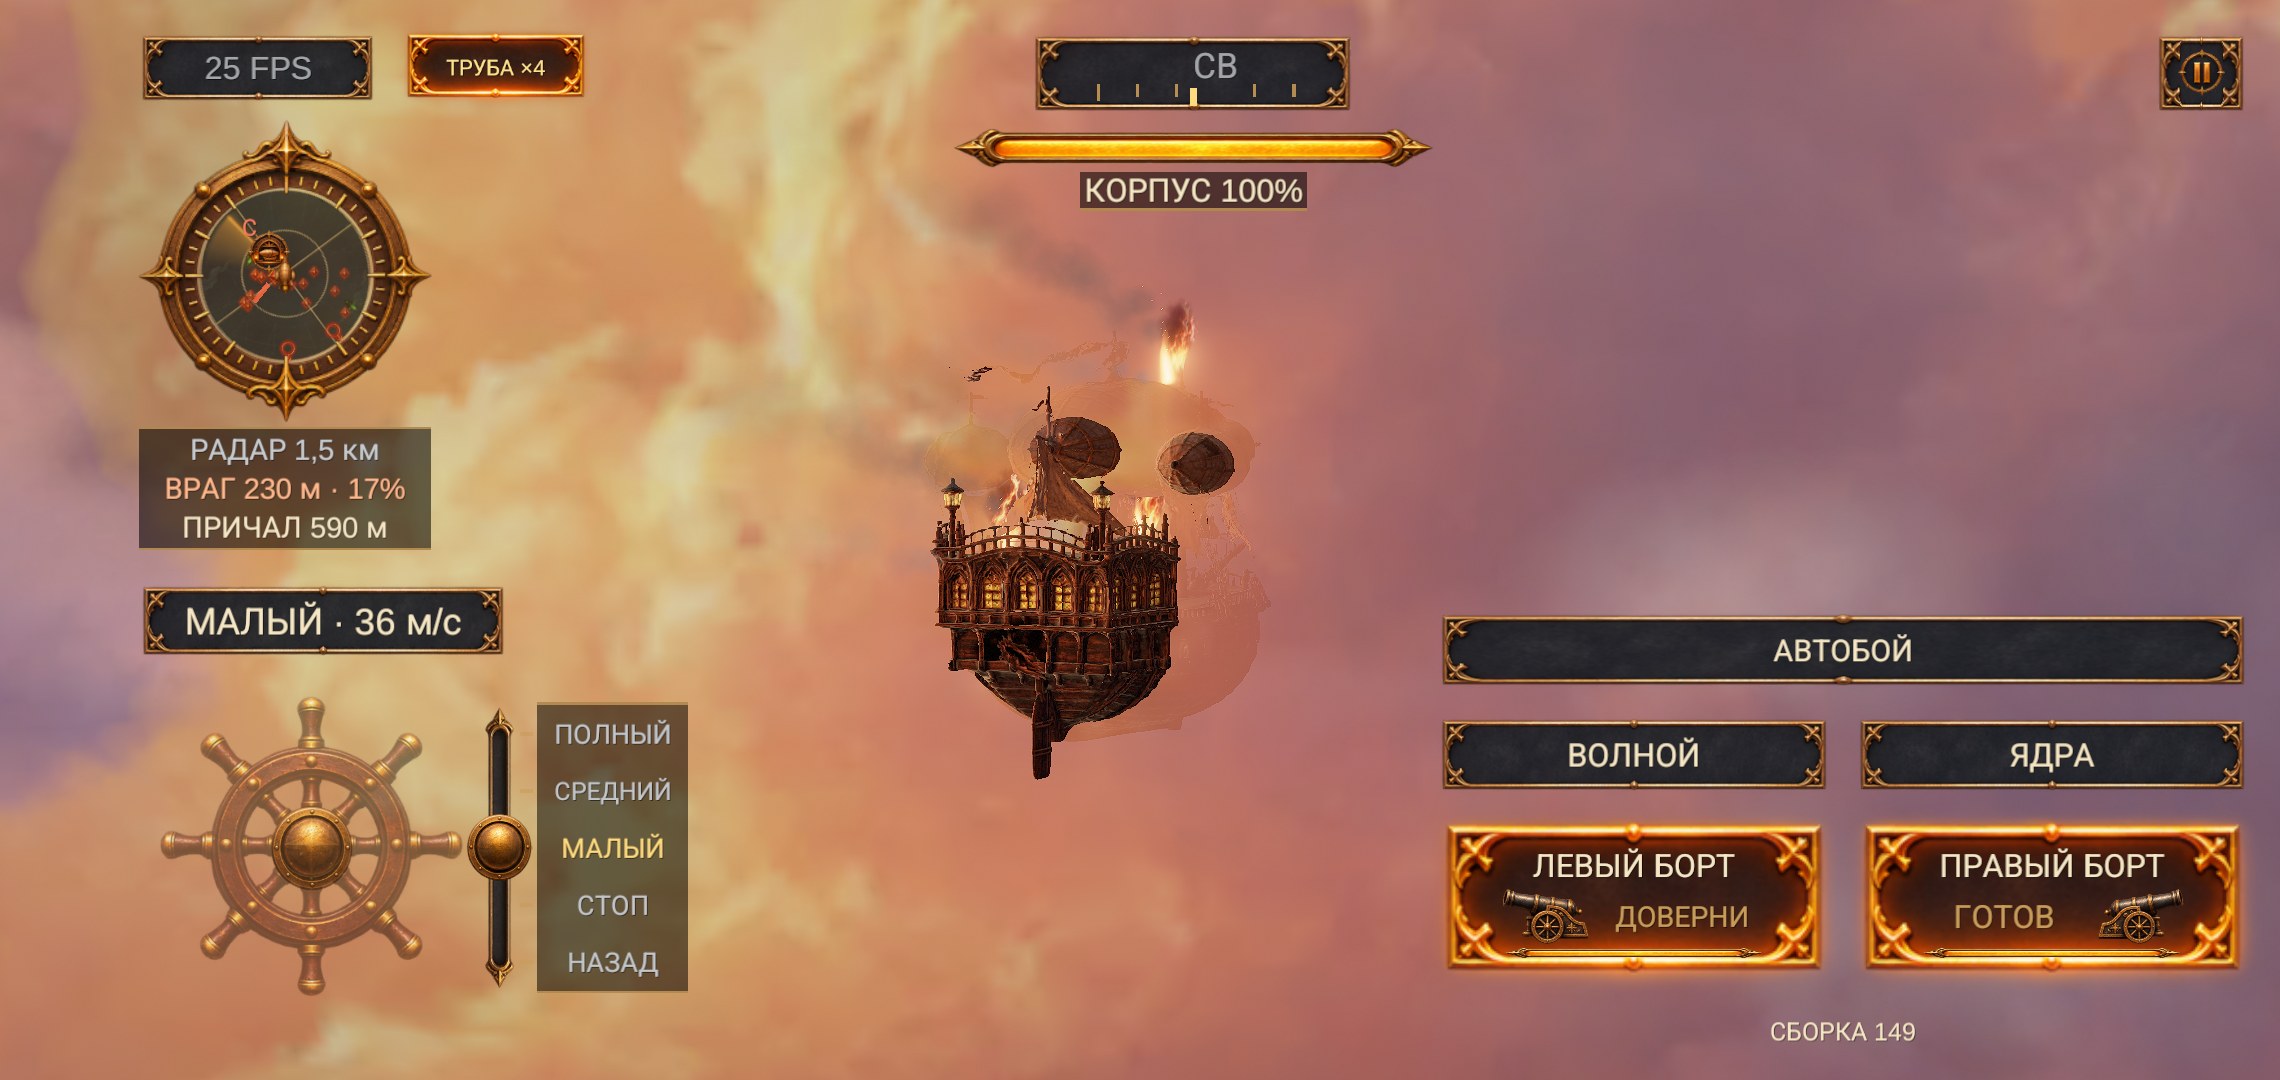 25 FPS
ТРУБА ×4
СВ
КОРПУС 100%
С
РАДАР 1,5 км
ВРАГ 230 м · 17%
ПРИЧАЛ 590 м
МАЛЫЙ · 36 м/с
ПОЛНЫЙ
СРЕДНИЙ
МАЛЫЙ
СТОП
НАЗАД
АВТОБОЙ
ВОЛНОЙ
ЯДРА
ЛЕВЫЙ БОРТ
ДОВЕРНИ
ПРАВЫЙ БОРТ
ГОТОВ
СБОРКА 149